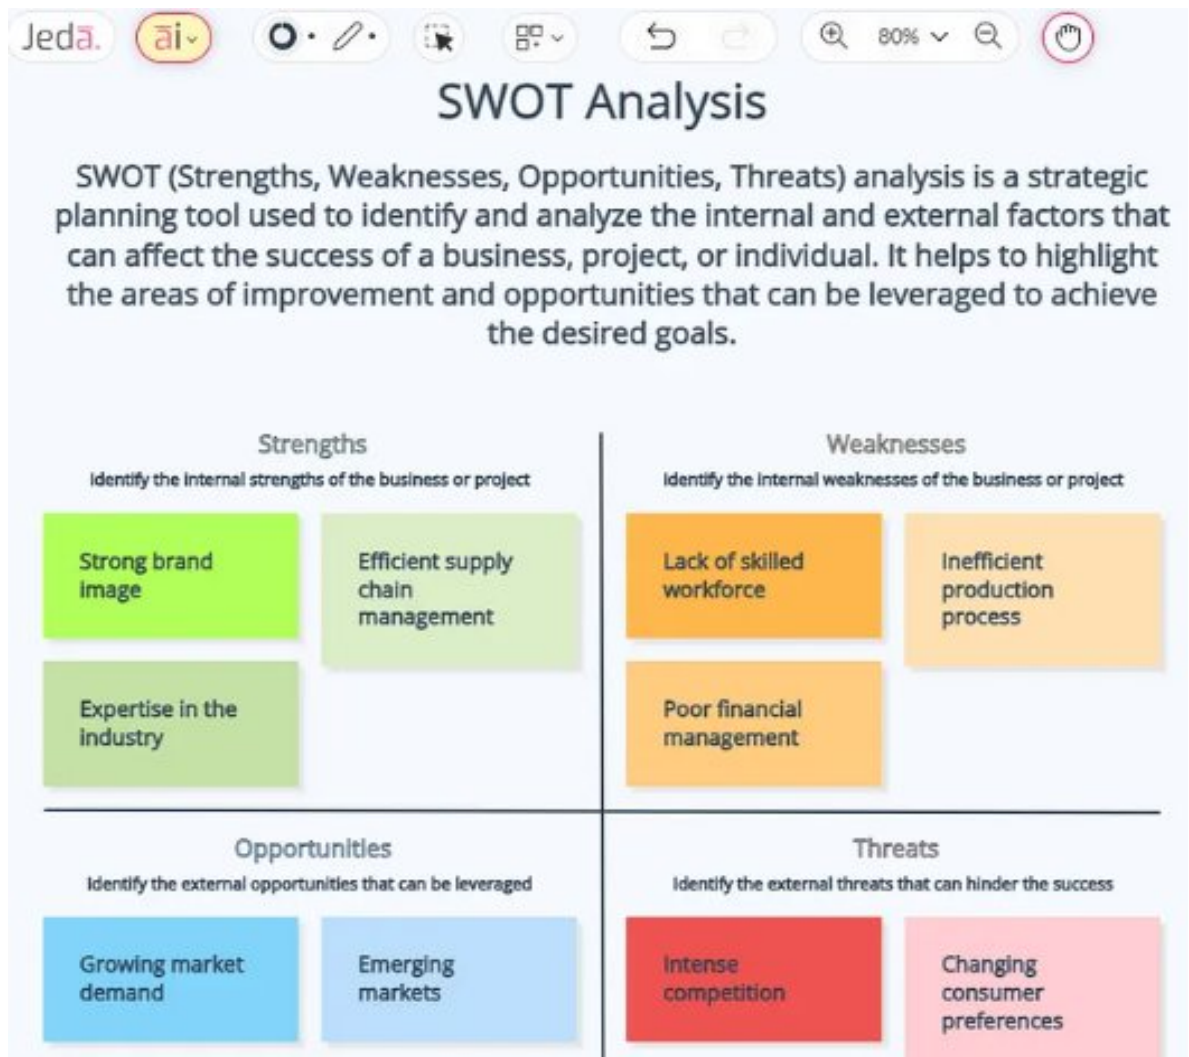 Jedā.
āi
80%
SWOT Analysis
SWOT (Strengths, Weaknesses, Opportunities, Threats) analysis is a strategic
planning tool used to identify and analyze the internal and external factors that
can affect the success of a business, project, or individual. It helps to highlight
the areas of improvement and opportunities that can be leveraged to achieve
the desired goals.
Strengths
Identify the internal strengths of the business or project
Strong brand
image
Efficient supply
chain
management
Expertise in the
industry
Weaknesses
Identify the internal weaknesses of the business or project
Lack of skilled
workforce
Inefficient
production
process
Poor financial
management
Opportunities
Identify the external opportunities that can be leveraged
Growing market
demand
Emerging
markets
Threats
Identify the external threats that can hinder the success
Intense
competition
Changing
consumer
preferences